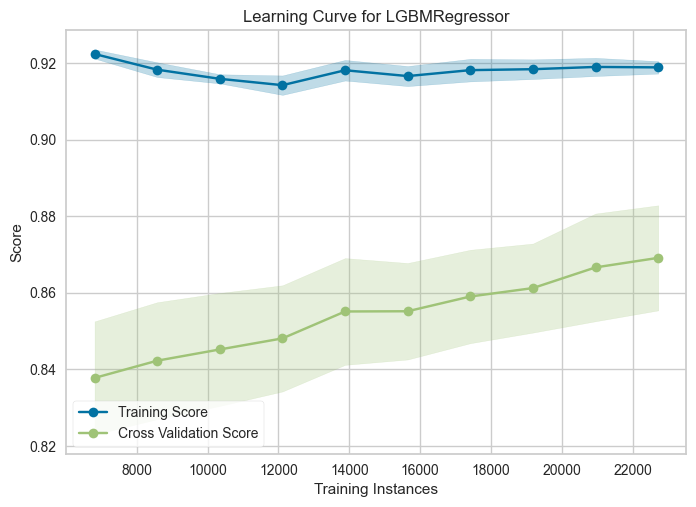 Learning Curve for LGBMRegressor
Score
0.92
0.90
0.88
0.86
0.84
0.82
Training Score
Cross Validation Score
8000 10000 12000 14000 16000 18000 20000 22000
Training Instances